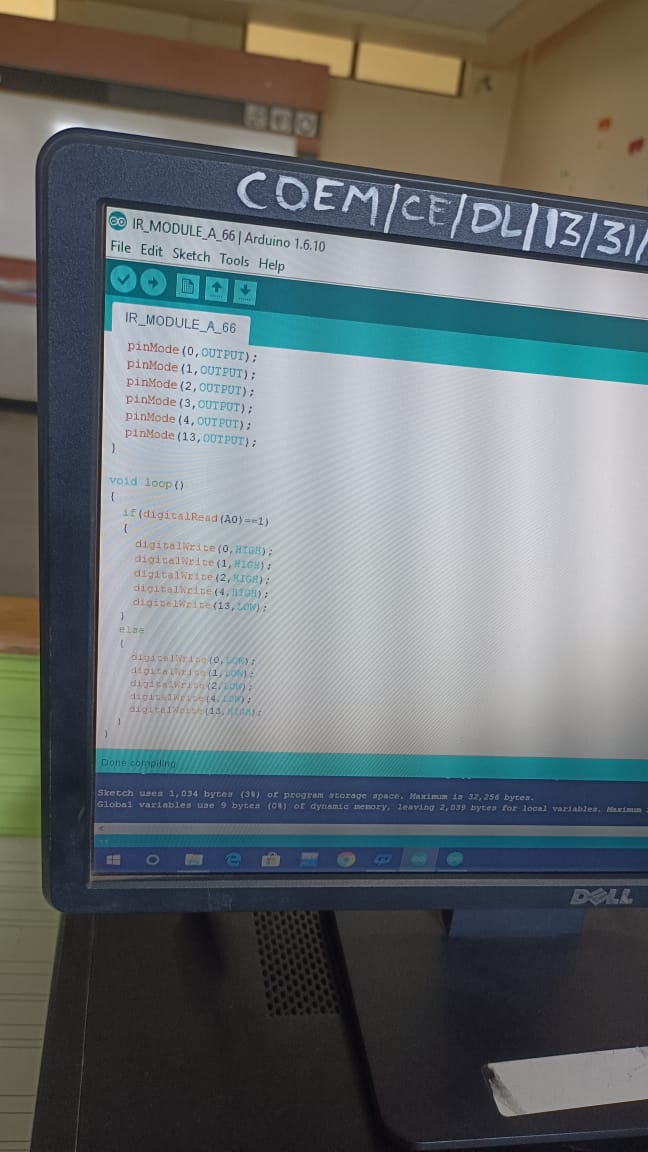 COEM/CE/DL/13/31/
IR_MODULE_A_66 | Arduino 1.6.10
File Edit Sketch Tools Help
IR_MODULE_A_66
pinMode(0,OUTPUT);
pinMode(1,OUTPUT);
pinMode(2,OUTPUT);
pinMode(3,OUTPUT);
pinMode(4,OUTPUT);
pinMode(13,OUTPUT);
}
void loop()
{
if(digitalRead(A0)==1)
{
digitalWrite(0,HIGH);
digitalWrite(1,HIGH);
digitalWrite(2,HIGH);
digitalWrite(4,HIGH);
digitalWrite(13,LOW);
}
else
{
digitalWrite(0,LOW);
digitalWrite(1,LOW);
digitalWrite(2,LOW);
digitalWrite(4,LOW);
digitalWrite(13,HIGH);
}
}
Done compiling
Sketch uses 1,034 bytes (3%) of program storage space. Maximum is 32,256 bytes.
Global variables use 9 bytes (0%) of dynamic memory, leaving 2,039 bytes for local variables. Maximum
DELL